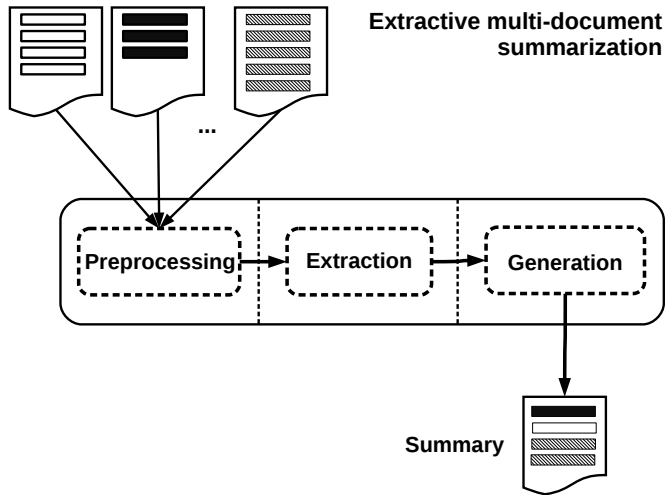 Extractive multi-document
summarization
...
Preprocessing
Extraction
Generation
Summary